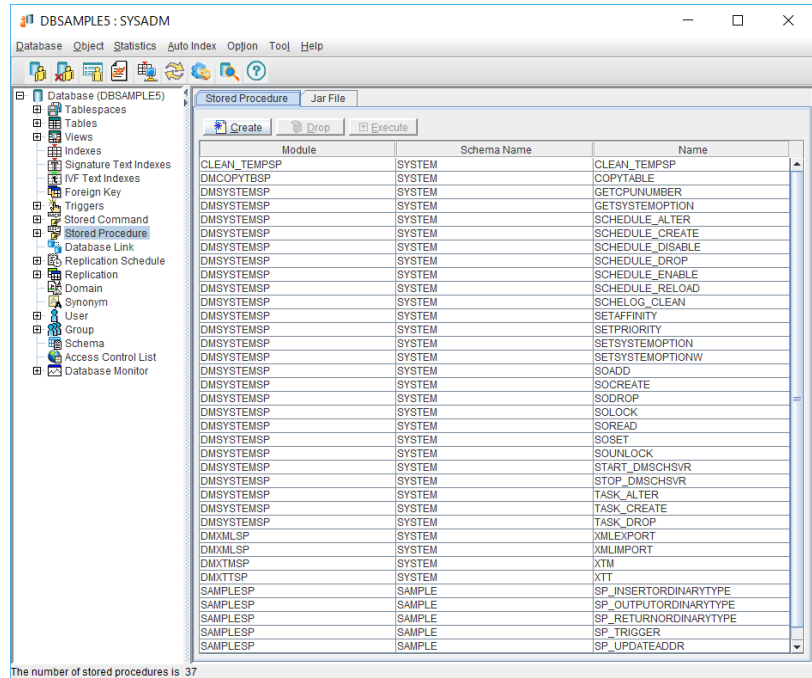 DBSAMPLE5 : SYSADM
Database Object Statistics Auto Index Option Tool Help
Database (DBSAMPLE5)
Tablespaces
Tables
Views
Indexes
Signature Text Indexes
IVF Text Indexes
Foreign Key
Triggers
Stored Command
Stored Procedure
Database Link
Replication Schedule
Replication
Domain
Synonym
User
Group
Schema
Access Control List
Database Monitor
Stored Procedure Jar File
Create Drop Execute
Module Schema Name Name
CLEAN_TEMPSP SYSTEM CLEAN_TEMPSP
DMCOPYTBSP SYSTEM COPYTABLE
DMSYSTEMSP SYSTEM GETCPUNUMBER
DMSYSTEMSP SYSTEM GETSYSTEMOPTION
DMSYSTEMSP SYSTEM SCHEDULE_ALTER
DMSYSTEMSP SYSTEM SCHEDULE_CREATE
DMSYSTEMSP SYSTEM SCHEDULE_DISABLE
DMSYSTEMSP SYSTEM SCHEDULE_DROP
DMSYSTEMSP SYSTEM SCHEDULE_ENABLE
DMSYSTEMSP SYSTEM SCHEDULE_RELOAD
DMSYSTEMSP SYSTEM SCHELOG_CLEAN
DMSYSTEMSP SYSTEM SETAFFINITY
DMSYSTEMSP SYSTEM SETPRIORITY
DMSYSTEMSP SYSTEM SETSYSTEMOPTION
DMSYSTEMSP SYSTEM SETSYSTEMOPTIONW
DMSYSTEMSP SYSTEM SOADD
DMSYSTEMSP SYSTEM SOCREATE
DMSYSTEMSP SYSTEM SODROP
DMSYSTEMSP SYSTEM SOLOCK
DMSYSTEMSP SYSTEM SOREAD
DMSYSTEMSP SYSTEM SOSET
DMSYSTEMSP SYSTEM SOUNLOCK
DMSYSTEMSP SYSTEM START_DMSCHSVR
DMSYSTEMSP SYSTEM STOP_DMSCHSVR
DMSYSTEMSP SYSTEM TASK_ALTER
DMSYSTEMSP SYSTEM TASK_CREATE
DMSYSTEMSP SYSTEM TASK_DROP
DMXMLSP SYSTEM XMLEXPORT
DMXMLSP SYSTEM XMLIMPORT
DMXTMSP SYSTEM XTM
DMXTTSP SYSTEM XTT
SAMPLESP SAMPLE SP_INSERTORDINARYTYPE
SAMPLESP SAMPLE SP_OUTPUTORDINARYTYPE
SAMPLESP SAMPLE SP_RETURNORDINARYTYPE
SAMPLESP SAMPLE SP_TRIGGER
SAMPLESP SAMPLE SP_UPDATEADDR
The number of stored procedures is 37